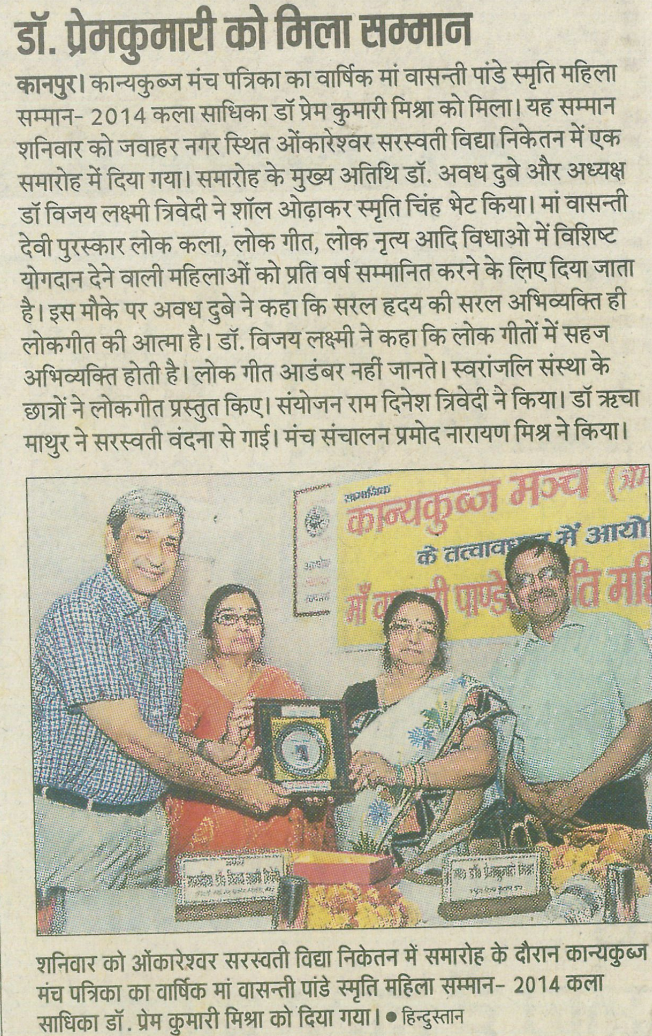 डॉ. प्रेमकुमारी को मिला सम्मान
कानपुर। कान्यकुब्ज मंच पत्रिका का वार्षिक मां वासन्ती पांडे स्मृति महिला
सम्मान- 2014 कला साधिका डॉ प्रेम कुमारी मिश्रा को मिला। यह सम्मान
शनिवार को जवाहर नगर स्थित ओंकारेश्वर सरस्वती विद्या निकेतन में एक
समारोह में दिया गया। समारोह के मुख्य अतिथि डॉ. अवध दुबे और अध्यक्ष
डॉ विजय लक्ष्मी त्रिवेदी ने शॉल ओढ़ाकर स्मृति चिंह भेट किया। मां वासन्ती
देवी पुरस्कार लोक कला, लोक गीत, लोक नृत्य आदि विधाओ में विशिष्ट
योगदान देने वाली महिलाओं को प्रति वर्ष सम्मानित करने के लिए दिया जाता
है। इस मौके पर अवध दुबे ने कहा कि सरल हृदय की सरल अभिव्यक्ति ही
लोकगीत की आत्मा है। डॉ. विजय लक्ष्मी ने कहा कि लोक गीतों में सहज
अभिव्यक्ति होती है। लोक गीत आडंबर नहीं जानते। स्वरांजलि संस्था के
छात्रों ने लोकगीत प्रस्तुत किए। संयोजन राम दिनेश त्रिवेदी ने किया। डॉ ऋचा
माथुर ने सरस्वती वंदना से गाई। मंच संचालन प्रमोद नारायण मिश्र ने किया।
सामाजिक
कान्यकुब्ज मञ्च
के तत्वावधान में आयो
माँ पाण्डे महि
शनिवार को ओंकारेश्वर सरस्वती विद्या निकेतन में समारोह के दौरान कान्यकुब्ज
मंच पत्रिका का वार्षिक मां वासन्ती पांडे स्मृति महिला सम्मान- 2014 कला
साधिका डॉ. प्रेम कुमारी मिश्रा को दिया गया। ● हिन्दुस्तान